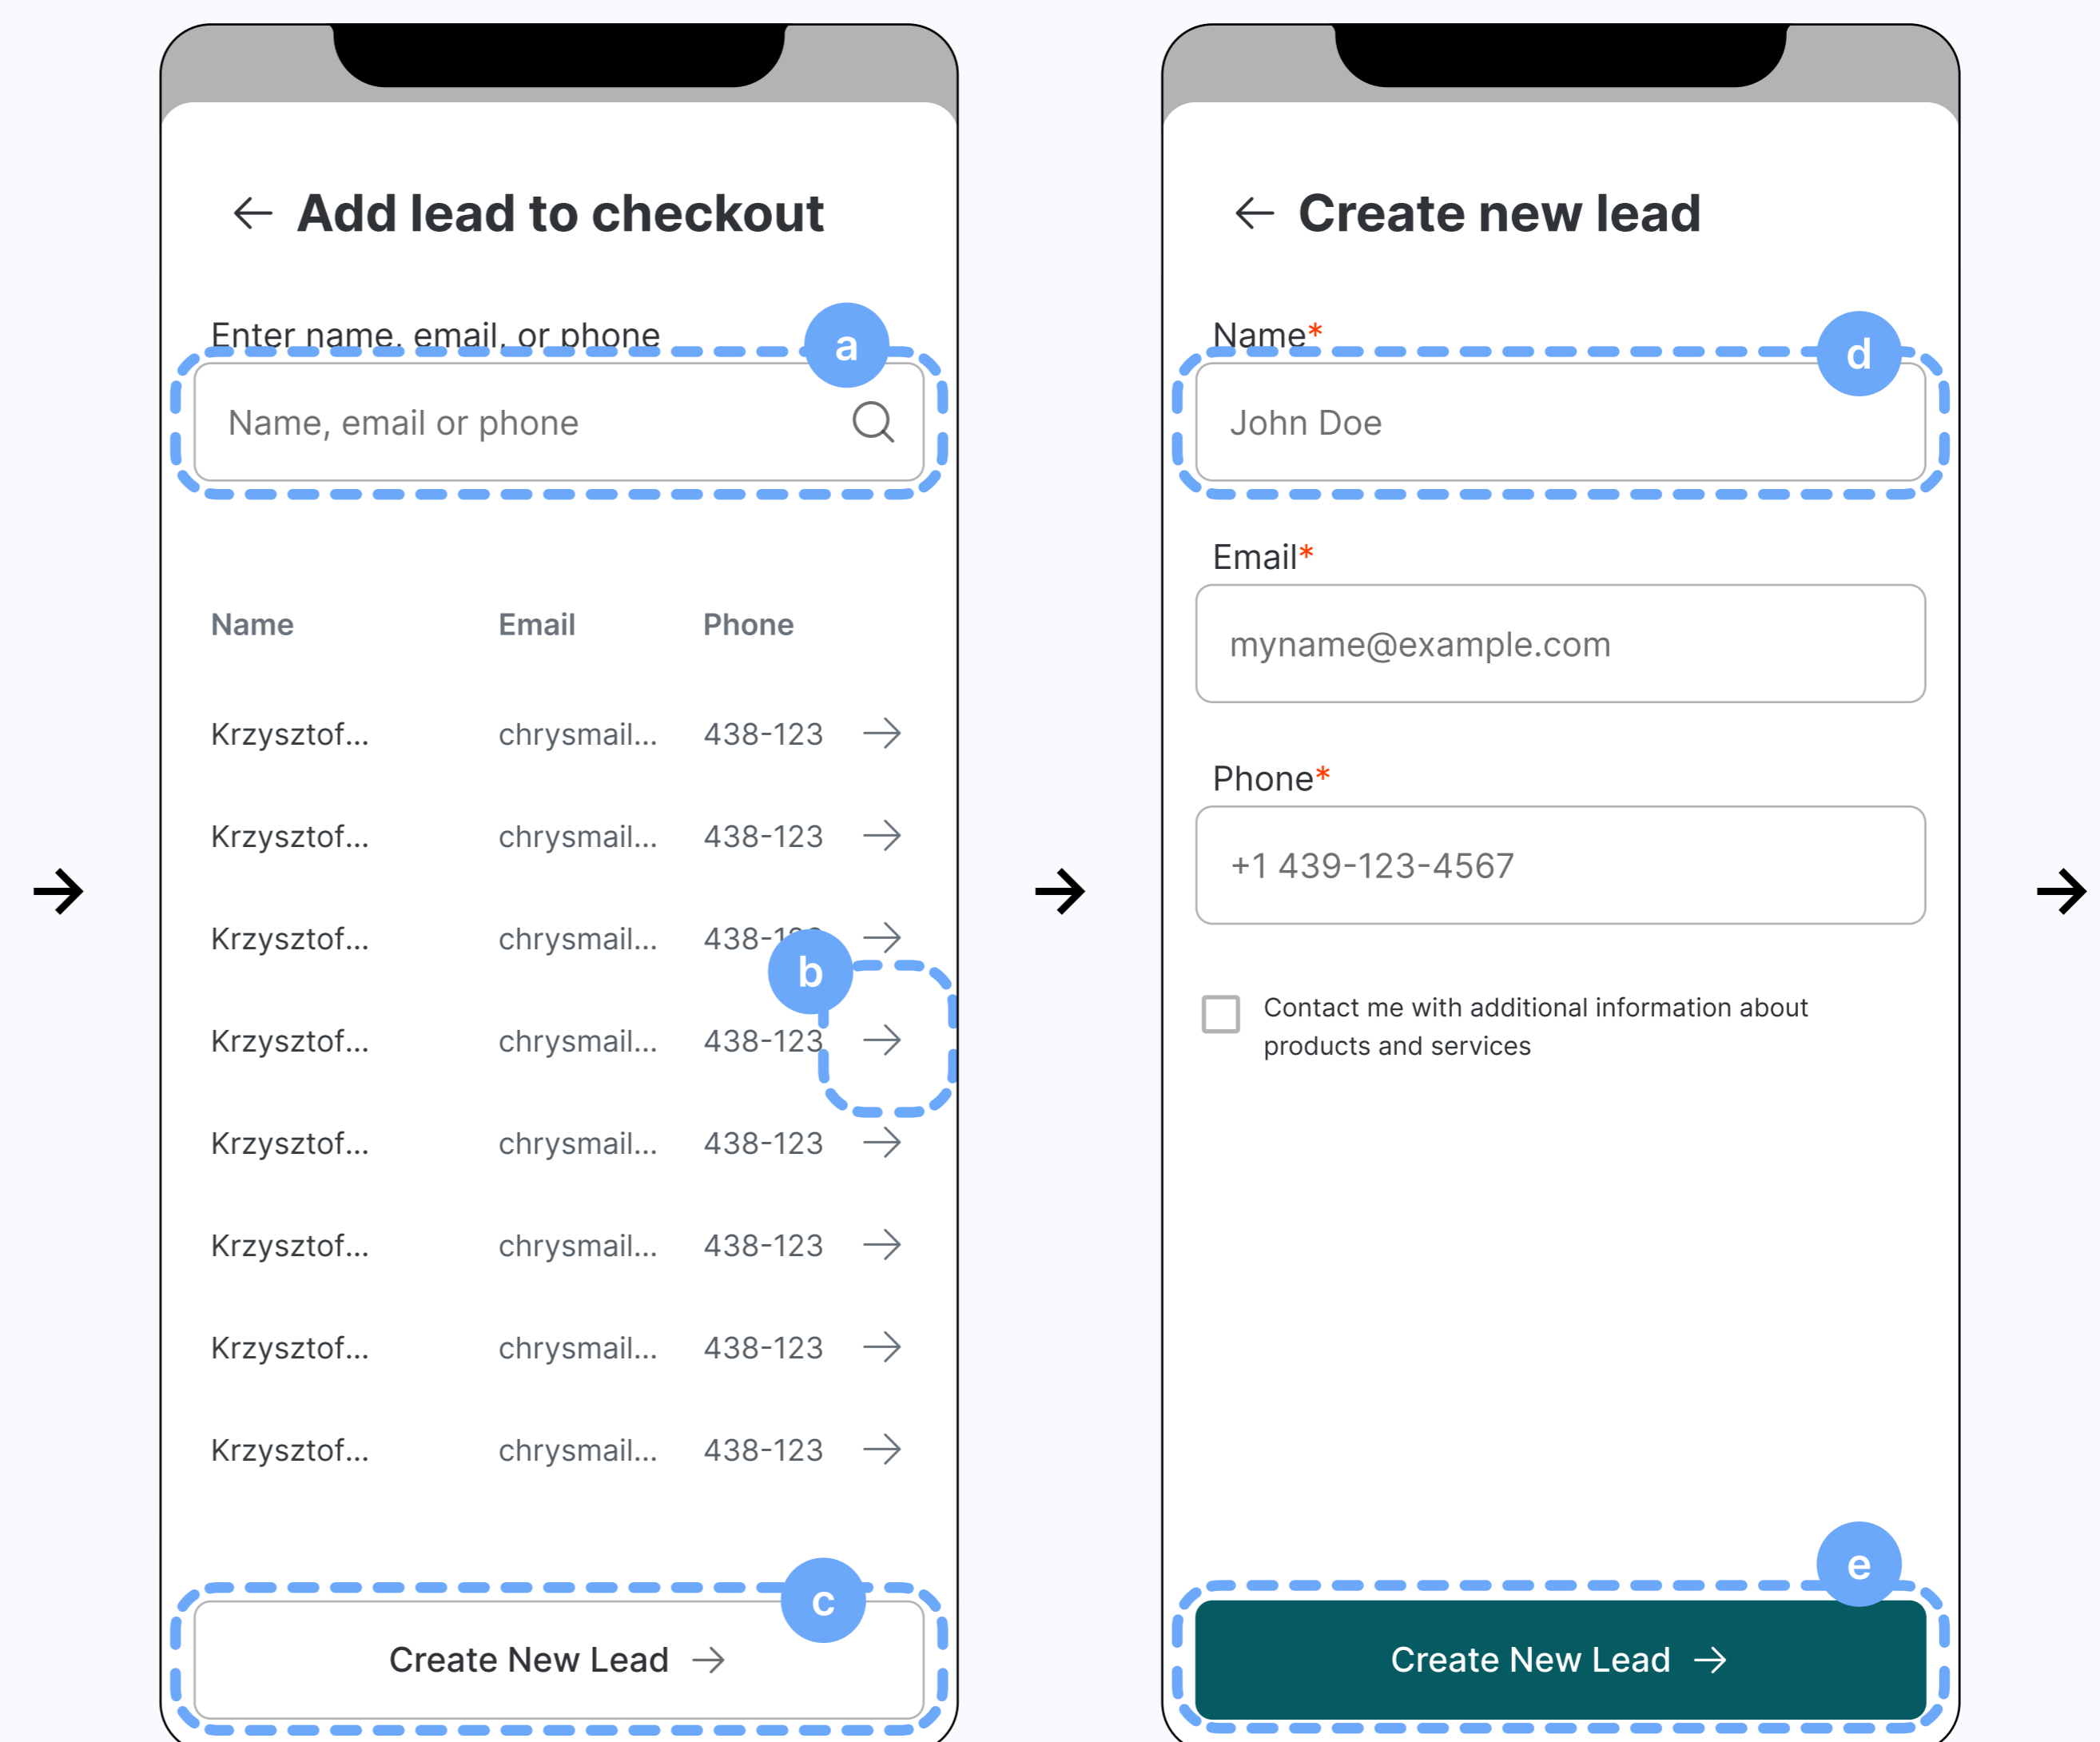 Add lead to checkout
Enter name, email, or phone
a
Name, email or phone
Name Email Phone
Krzysztof... chrysmail... 438-123
Krzysztof... chrysmail... 438-123
Krzysztof... chrysmail... 438-123
b
Krzysztof... chrysmail... 438-123
Krzysztof... chrysmail... 438-123
Krzysztof... chrysmail... 438-123
Krzysztof... chrysmail... 438-123
Krzysztof... chrysmail... 438-123
c
Create New Lead
Create new lead
Name*
d
John Doe
Email*
myname@example.com
Phone*
+1 439-123-4567
Contact me with additional information about
products and services
e
Create New Lead